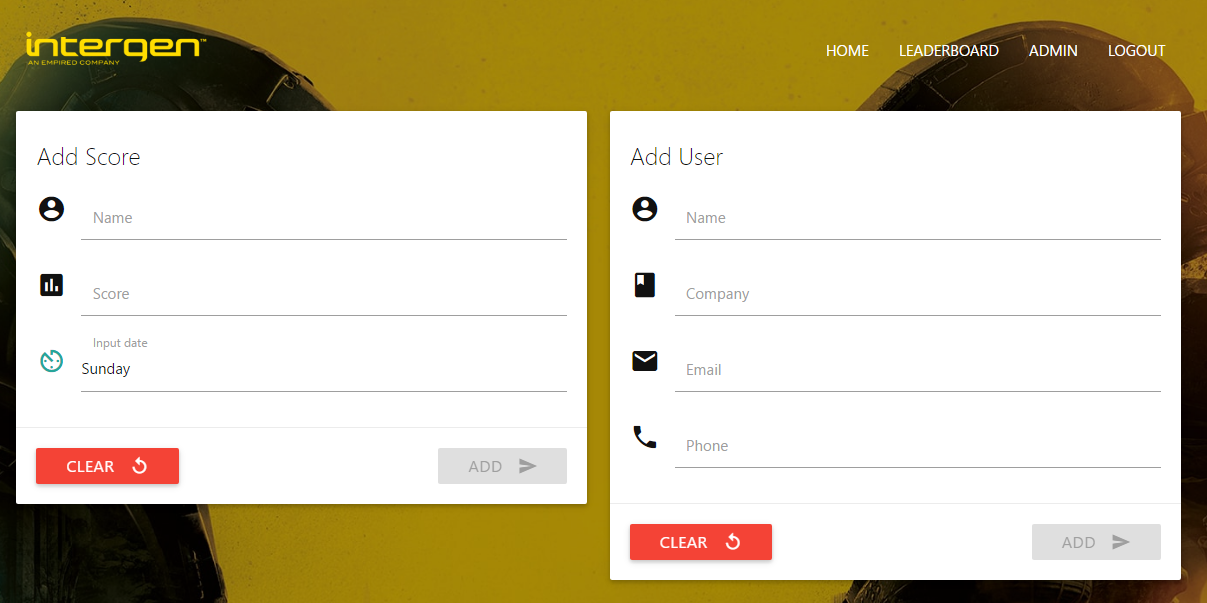 intergen™
AN EMPIRED COMPANY
HOME LEADERBOARD ADMIN LOGOUT
Add Score
Name
Score
Input date
Sunday
CLEAR ADD
Add User
Name
Company
Email
Phone
CLEAR ADD